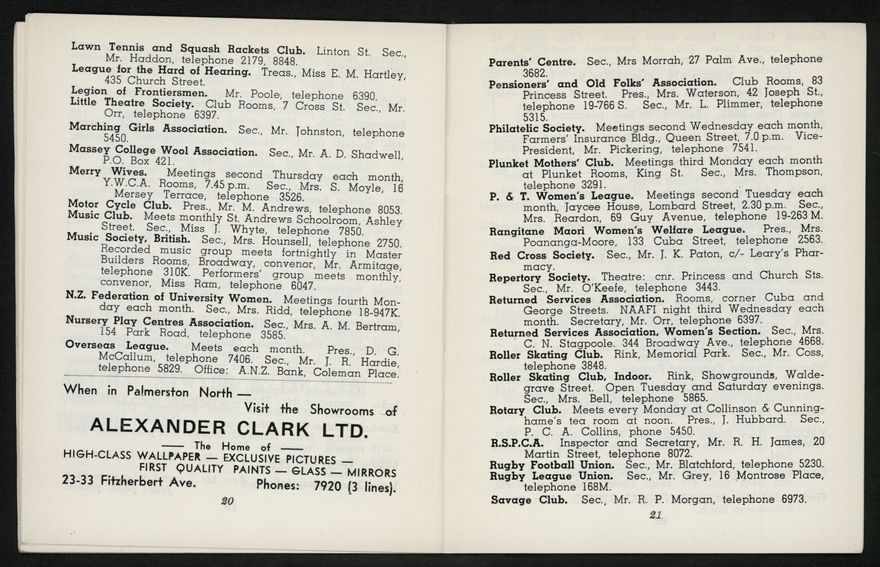 Lawn Tennis and Squash Rackets Club. Linton St. Sec.,
Mr. Haddon, telephone 2179, 8848.
League for the Hard of Hearing. Treas., Miss E. M. Hartley,
435 Church Street.
Legion of Frontiersmen. Mr. Poole, telephone 6390.
Little Theatre Society. Club Rooms, 7 Cross St. Sec., Mr.
Orr, telephone 6397.
Marching Girls Association. Sec., Mr. Johnston, telephone
5450.
Massey College Wool Association. Sec., Mr. A. D. Shadwell,
P.O. Box 421.
Merry Wives. Meetings second Thursday each month,
Y.W.C.A. Rooms, 7.45 p.m. Sec., Mrs. S. Moyle, 16
Mersey Terrace, telephone 3526.
Motor Cycle Club. Pres., Mr. M. Andrews, telephone 8053.
Music Club. Meets monthly St. Andrews Schoolroom, Ashley
Street. Sec., Miss J. Whyte, telephone 7850.
Music Society, British. Sec., Mrs. Hounsell, telephone 2750.
Recorded music group meets fortnightly in Master
Builders Rooms, Broadway, convenor, Mr. Armitage,
telephone 310K. Performers' group meets monthly,
convenor, Miss Ram, telephone 6047.
N.Z. Federation of University Women. Meetings fourth Mon-
day each month. Sec., Mrs. Ridd, telephone 18-947K.
Nursery Play Centres Association. Sec., Mrs. A. M. Bertram,
154 Park Road, telephone 3585.
Overseas League. Meets each month. Pres., D. G.
McCallum, telephone 7406. Sec., Mr. J. R. Hardie,
telephone 5829. Office: A.N.Z. Bank, Coleman Place.
When in Palmerston North —
Visit the Showrooms of
ALEXANDER CLARK LTD.
— The Home of —
HIGH-CLASS WALLPAPER — EXCLUSIVE PICTURES —
FIRST QUALITY PAINTS — GLASS — MIRRORS
23-33 Fitzherbert Ave. Phones: 7920 (3 lines).
20
Parents' Centre. Sec., Mrs Morrah, 27 Palm Ave., telephone
3682.
Pensioners' and Old Folks' Association. Club Rooms, 83
Princess Street. Pres., Mrs. Waterson, 42 Joseph St.,
telephone 19-766 S. Sec., Mr. L. Plimmer, telephone
5315.
Philatelic Society. Meetings second Wednesday each month,
Farmers' Insurance Bldg., Queen Street, 7.0 p.m. Vice-
President, Mr. Pickering, telephone 7541.
Plunket Mothers' Club. Meetings third Monday each month
at Plunket Rooms, King St. Sec., Mrs. Thompson,
telephone 3291.
P. & T. Women's League. Meetings second Tuesday each
month, Jaycee House, Lombard Street, 2.30 p.m. Sec.,
Mrs. Reardon, 69 Guy Avenue, telephone 19-263 M.
Rangitane Maori Women's Welfare League. Pres., Mrs.
Poananga-Moore, 133 Cuba Street, telephone 2563.
Red Cross Society. Sec., Mr. J. K. Paton, c/- Leary's Phar-
macy.
Repertory Society. Theatre: cnr. Princess and Church Sts.
Sec., Mr. O'Keefe, telephone 3443.
Returned Services Association. Rooms, corner Cuba and
George Streets. NAAFI night third Wednesday each
month. Secretary, Mr. Orr, telephone 6397.
Returned Services Association, Women's Section. Sec., Mrs.
C. N. Stagpoole. 344 Broadway Ave., telephone 4668.
Roller Skating Club. Rink, Memorial Park. Sec., Mr. Coss,
telephone 3848.
Roller Skating Club, Indoor. Rink, Showgrounds, Walde-
grave Street. Open Tuesday and Saturday evenings.
Sec., Mrs. Bell, telephone 5865.
Rotary Club. Meets every Monday at Collinson & Cunning-
hame's tea room at noon. Pres., J. Hubbard. Sec.,
P. C. A. Collins, phone 5450.
R.S.P.C.A. Inspector and Secretary, Mr. R. H. James, 20
Martin Street, telephone 8072.
Rugby Football Union. Sec., Mr. Blatchford, telephone 5230.
Rugby League Union. Sec., Mr. Grey, 16 Montrose Place,
telephone 168M.
Savage Club. Sec., Mr. R. P. Morgan, telephone 6973.
21